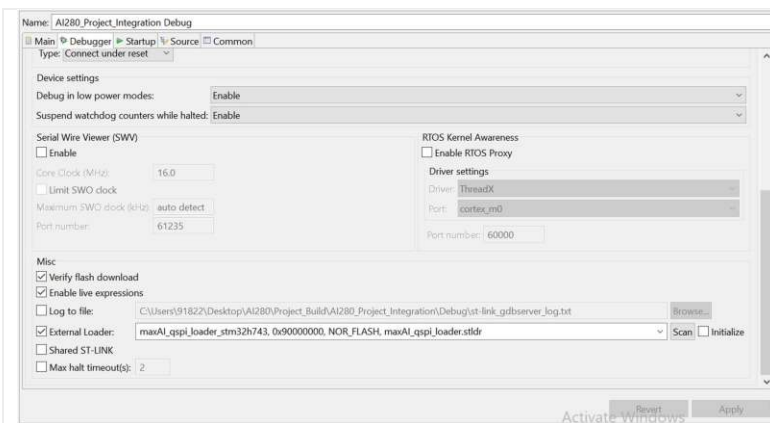 Name: AI280_Project_Integration Debug
Main Debugger Startup Source Common
Type: Connect under reset
Device settings
Debug in low power modes: Enable
Suspend watchdog counters while halted: Enable
Serial Wire Viewer (SWV)
Enable
Core Clock (MHz): 16.0
Limit SWO clock
Maximum SWO clock (kHz): auto detect
Port number: 61235
RTOS Kernel Awareness
Enable RTOS Proxy
Driver settings
Driver: ThreadX
Port: cortex_m0
Port number: 60000
Misc
Verify flash download
Enable live expressions
Log to file: C:\Users\91822\Desktop\AI280\Project_Build\AI280_Project_Integration\Debug\st-link_gdbserver_log.txt Browse...
External Loader: maxAI_qspi_loader_stm32h743, 0x90000000, NOR_FLASH, maxAI_qspi_loader.stldr Scan Initialize
Shared ST-LINK
Max halt timeout(s): 2
Revert Apply
Activate Windows